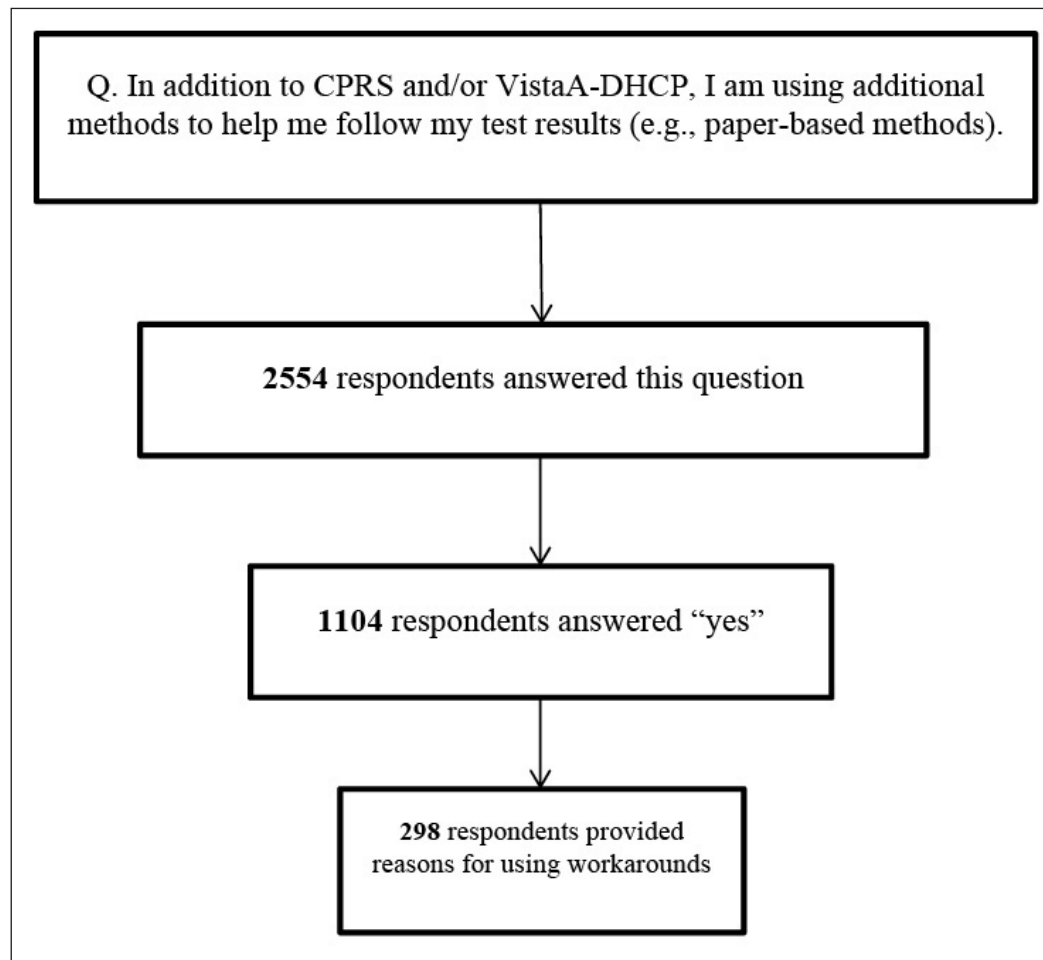 Q. In addition to CPRS and/or VistaA-DHCP, I am using additional
methods to help me follow my test results (e.g., paper-based methods).
2554 respondents answered this question
1104 respondents answered “yes”
298 respondents provided
reasons for using workarounds